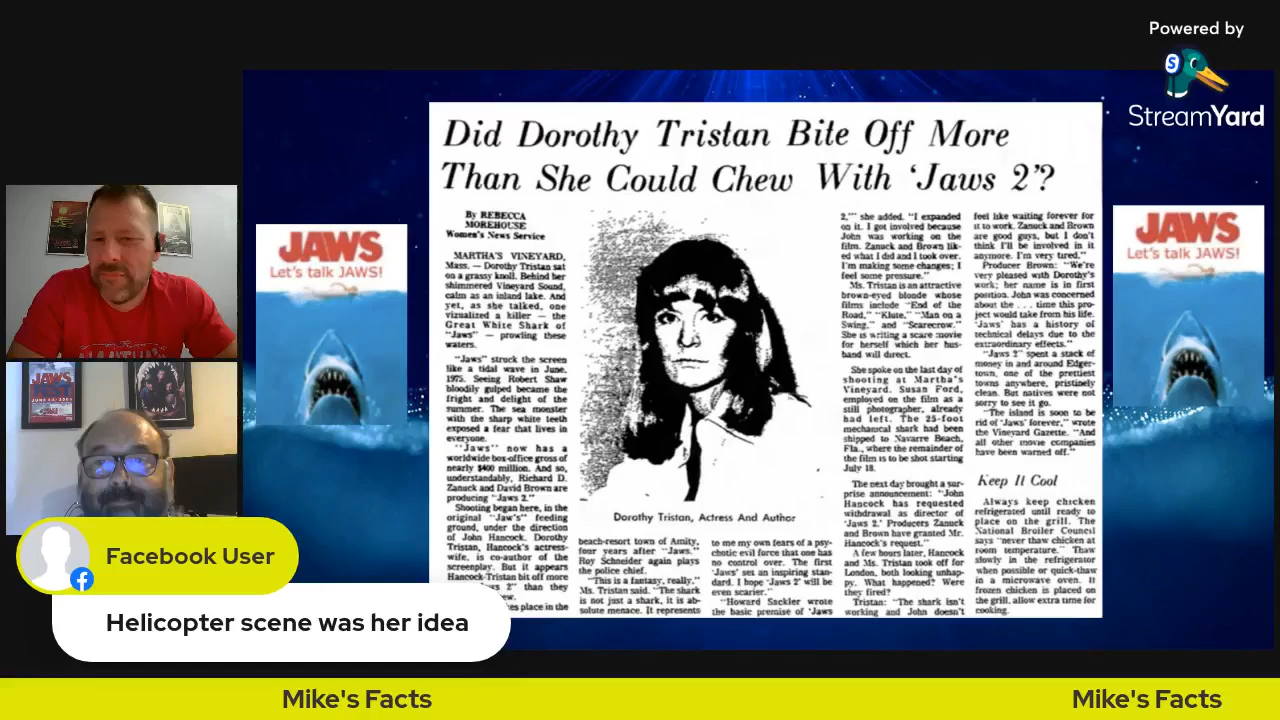 Powered by
StreamYard
Did Dorothy Tristan Bite Off More
Than She Could Chew With ‘Jaws 2’?
By REBECCA
MOREHOUSE
Women's News Service
MARTHA'S VINEYARD,
Mass. — Dorothy Tristan sat
on a grassy knoll. Behind her
shimmered Vineyard Sound,
calm as an inland lake. And
yet, as she talked, one
vizualized a killer — the
Great White Shark of
"Jaws" — prowling these
waters.
"Jaws" struck the screen
like a tidal wave in June,
1975. Seeing Robert Shaw
bloodily gulped became the
fright and delight of the
summer. The sea monster
with the sharp white teeth
exposed a fear that lives in
everyone.
"Jaws" now has a
worldwide box-office gross of
nearly $400 million. And so,
understandably, Richard D.
Zanuck and David Brown are
producing "Jaws 2."
Shooting began here, in the
original "Jaw's" feeding
ground, under the direction
of John Hancock. Dorothy
Tristan, Hancock's actress-
wife, is co-author of the
screenplay. But it appears
Hancock-Tristan bit off more
ws 2" than they
ew.
es place in the
Dorothy Tristan, Actress And Author
beach-resort town of Amity,
four years after "Jaws."
Roy Schneider again plays
the police chief.
"This is a fantasy, really,"
Ms. Tristan said. "The shark
is not just a shark, it is ab-
solute menace. It represents
to me my own fears of a psy-
chotic evil force that one has
no control over. The first
'Jaws' set an inspiring stan-
dard. I hope 'Jaws 2' will be
even scarier."
"Howard Sackler wrote
the basic premise of 'Jaws
2,'" she added. "I expanded
on it. I got involved because
John was working on the
film. Zanuck and Brown lik-
ed what I did and I took over.
I'm making some changes; I
feel some pressure."
Ms. Tristan is an attractive
brown-eyed blonde whose
films include "End of the
Road," "Klute," "Man on a
Swing," and "Scarecrow."
She is writing a scare movie
for herself which her hus-
band will direct.
She spoke on the last day of
shooting at Martha's
Vineyard. Susan Ford,
employed on the film as a
still photographer, already
had left. The 25-foot
mechanical shark had been
shipped to Navarre Beach,
Fla., where the remainder of
the film is to be shot starting
July 18.
The next day brought a sur-
prise announcement: "John
Hancock has requested
withdrawal as director of
'Jaws 2.' Producers Zanuck
and Brown have granted Mr.
Hancock's request."
A few hours later, Hancock
and Ms. Tristan took off for
London, both looking unhap-
py. What happened? Were
they fired?
Tristan: "The shark isn't
working and John doesn't
feel like waiting forever for
it to work. Zanuck and Brown
are good guys, but I don't
think I'll be involved in it
anymore. I'm very tired."
Producer Brown: "We're
very pleased with Dorothy's
work; her name is in first
position. John was concerned
about the . . . time this pro-
ject would take from his life.
'Jaws' has a history of
technical delays due to the
extraordinary effects."
"Jaws 2" spent a stack of
money in and around Edger-
town, one of the prettiest
towns anywhere, pristinely
clean. But natives were not
sorry to see it go.
"The island is soon to be
rid of 'Jaws' forever," wrote
the Vineyard Gazette. "And
all other movie companies
have been warned off."
Keep It Cool
Always keep chicken
refrigerated until ready to
place on the grill. The
National Broiler Council
says "never thaw chicken at
room temperature." Thaw
slowly in the refrigerator
when possible or quick-thaw
in a microwave oven. If
frozen chicken is placed on
the grill, allow extra time for
cooking.
JAWS
Let's talk JAWS!
JAWS
Let's talk JAWS!
JAWS
Facebook User
Helicopter scene was her idea
Mike's Facts
Mike's Facts